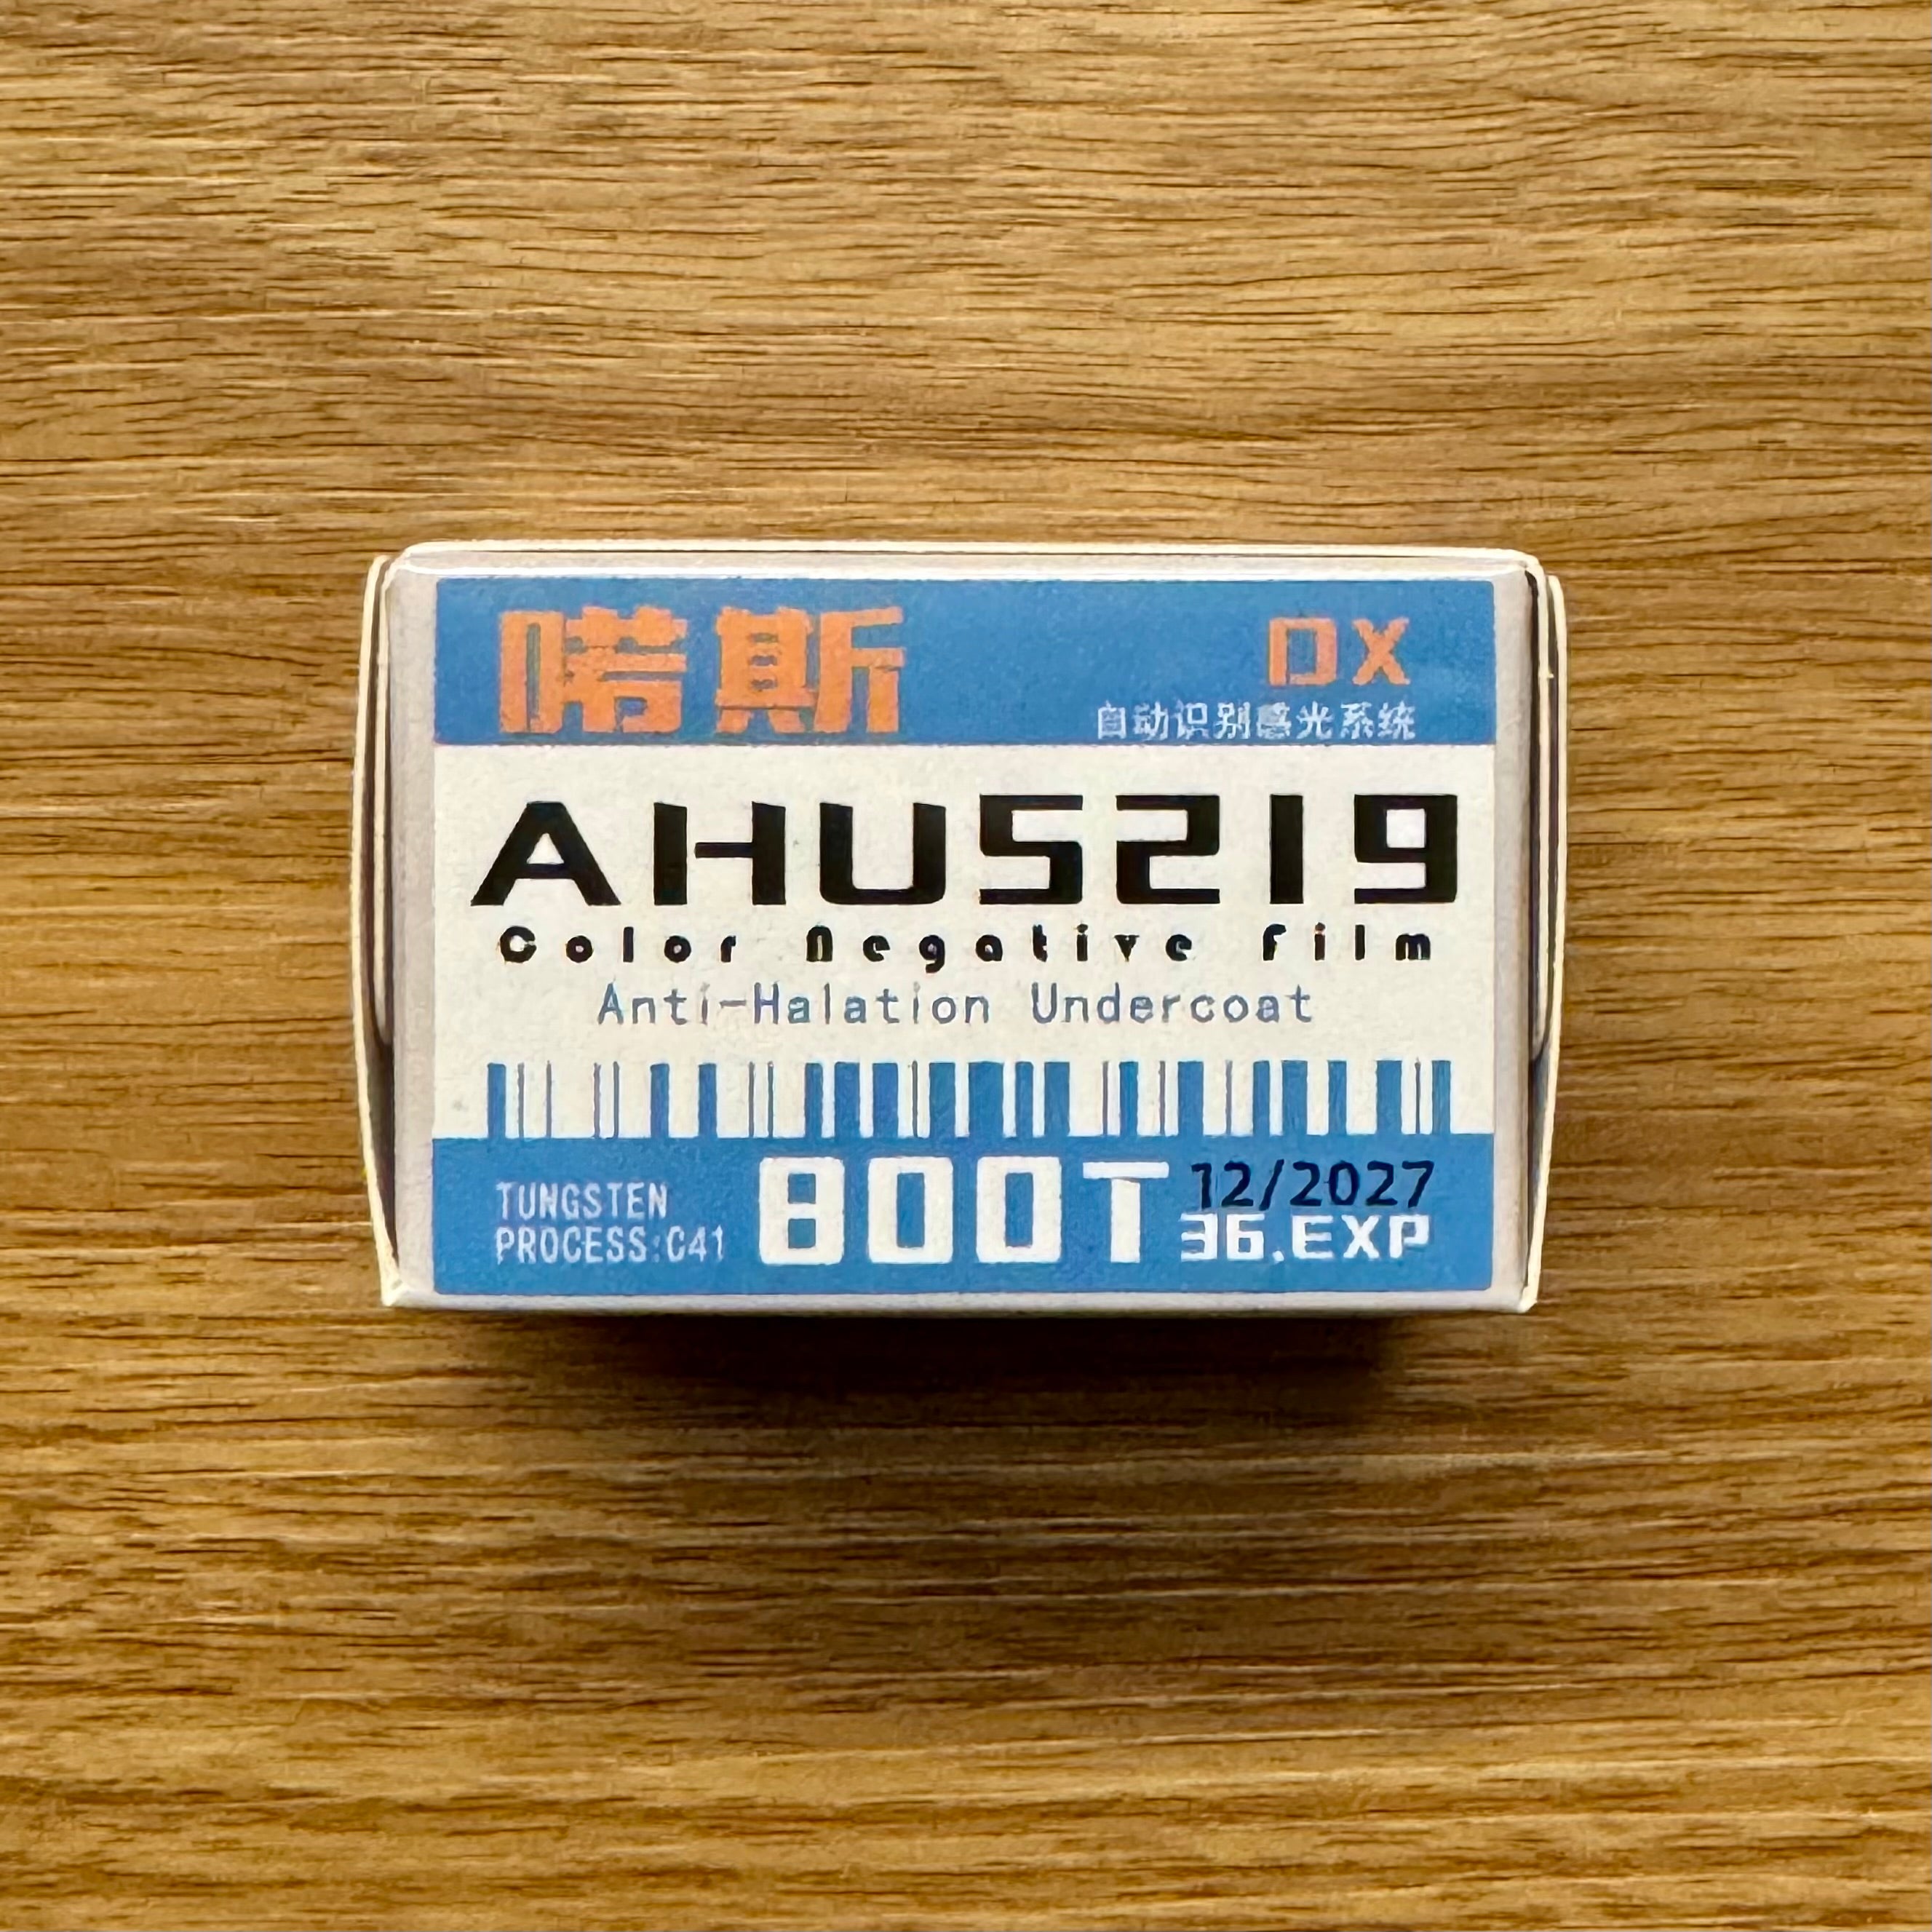 喏斯
DX
自动识别感光系统
AHU5219
Color Negative Film
Anti-Halation Undercoat
TUNGSTEN
PROCESS:C41
800T
12/2027
36.EXP